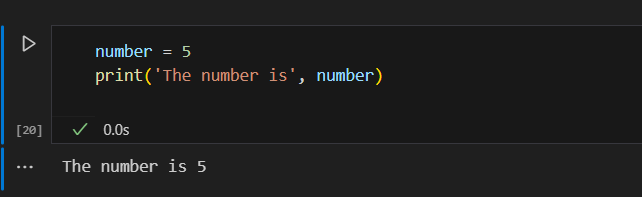 number = 5
print('The number is', number)
[20]
0.0s
The number is 5